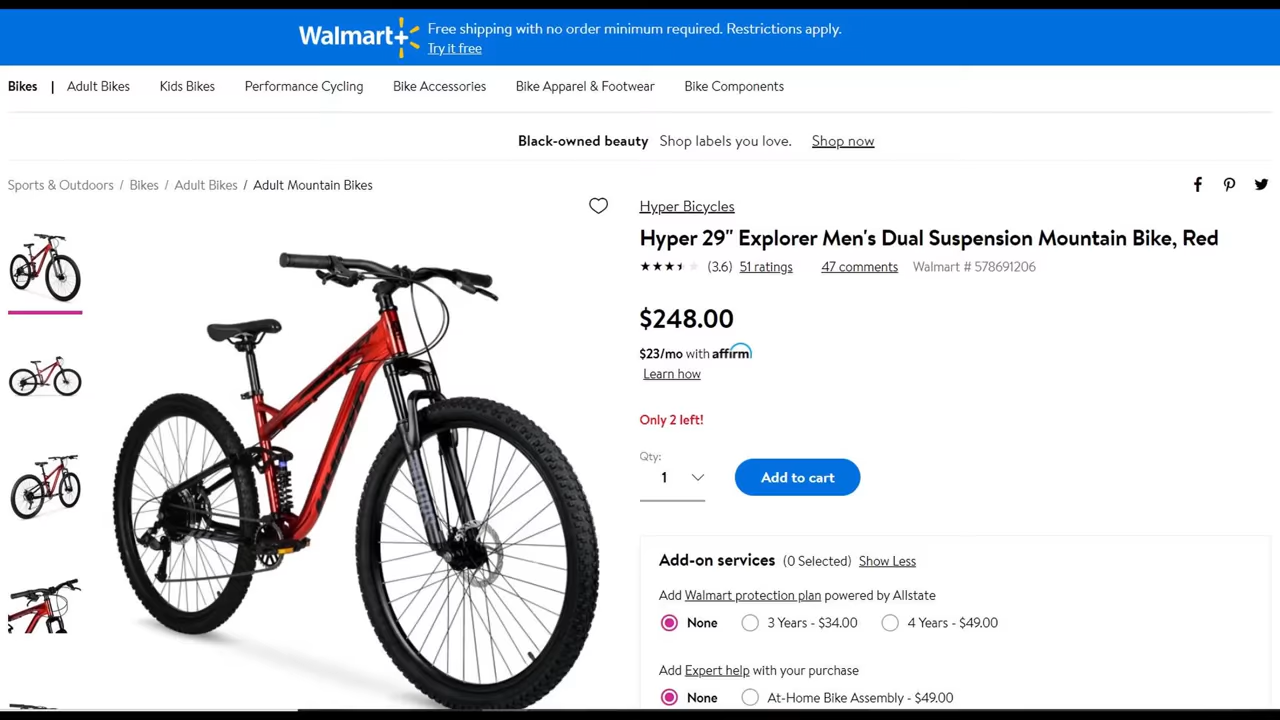 Walmart+
Free shipping with no order minimum required. Restrictions apply.
Try it free
Bikes | Adult Bikes Kids Bikes Performance Cycling Bike Accessories Bike Apparel & Footwear Bike Components
Black-owned beauty Shop labels you love. Shop now
Sports & Outdoors / Bikes / Adult Bikes / Adult Mountain Bikes
Hyper Bicycles
Hyper 29" Explorer Men's Dual Suspension Mountain Bike, Red
(3.6) 51 ratings 47 comments Walmart # 578691206
$248.00
$23/mo with affirm
Learn how
Only 2 left!
Qty:
1
Add to cart
Add-on services (0 Selected) Show Less
Add Walmart protection plan powered by Allstate
None 3 Years - $34.00 4 Years - $49.00
Add Expert help with your purchase
None At-Home Bike Assembly - $49.00